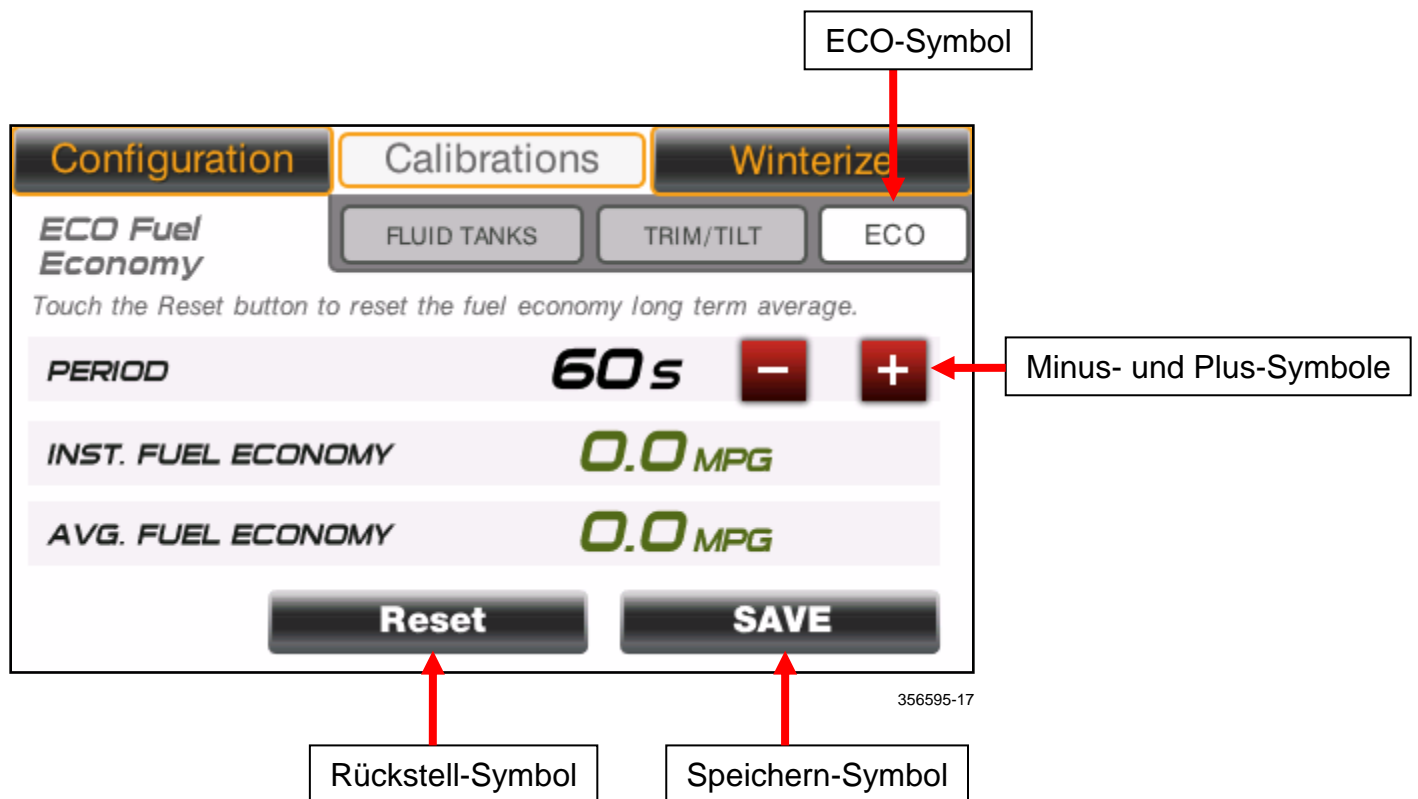 ECO-Symbol
Configuration
Calibrations
Winterize
ECO Fuel
Economy
FLUID TANKS
TRIM/TILT
ECO
Touch the Reset button to reset the fuel economy long term average.
PERIOD
60 s
−
+
Minus- und Plus-Symbole
INST. FUEL ECONOMY
0.0 MPG
AVG. FUEL ECONOMY
0.0 MPG
Reset
SAVE
356595-17
Rückstell-Symbol
Speichern-Symbol